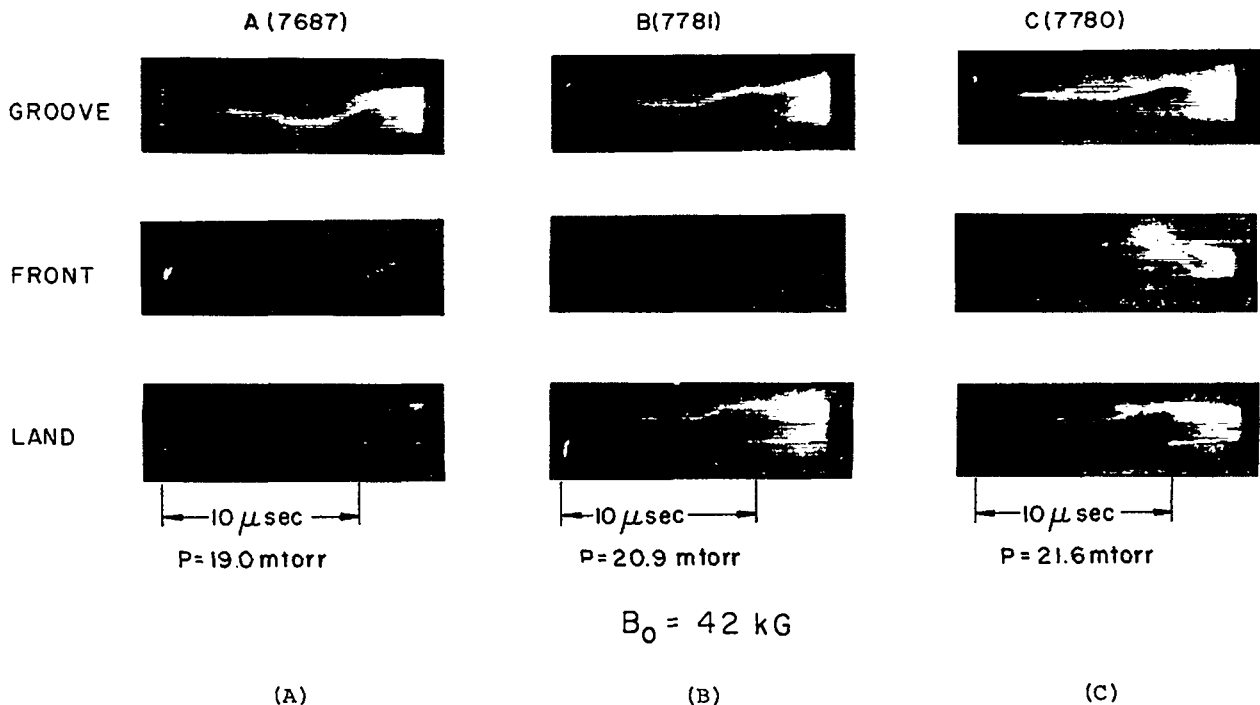 A (7687) B(7781) C(7780)
GROOVE
FRONT
LAND
10 μsec 10 μsec 10 μsec
P= 19.0 mtorr P= 20.9 mtorr P= 21.6 mtorr
B₀ = 42 kG
(A) (B) (C)